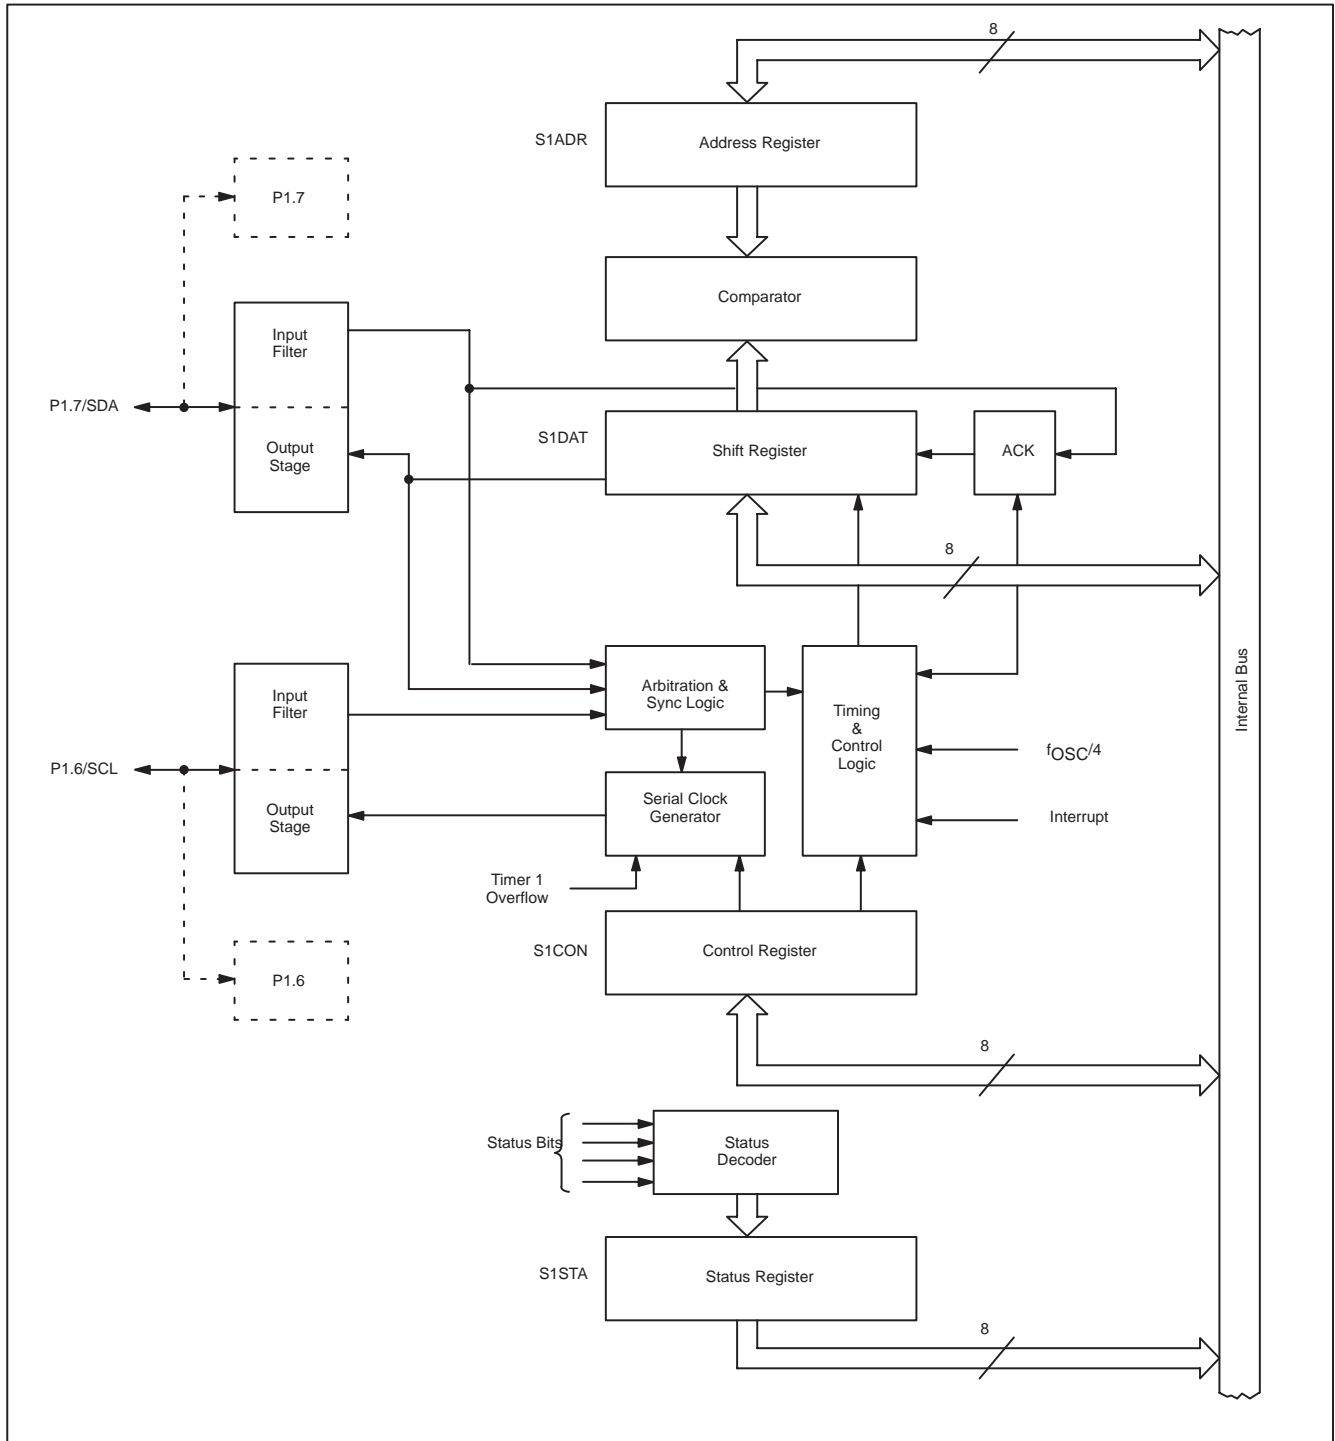 8
S1ADR
Address Register
P1.7
Comparator
Input
Filter
P1.7/SDA
Output
Stage
S1DAT
Shift Register
ACK
8
Internal Bus
Input
Filter
Arbitration &
Sync Logic
Timing
&
Control
Logic
fOSC/4
P1.6/SCL
Output
Stage
Serial Clock
Generator
Interrupt
Timer 1
Overflow
S1CON
Control Register
P1.6
8
Status Bits
Status
Decoder
S1STA
Status Register
8